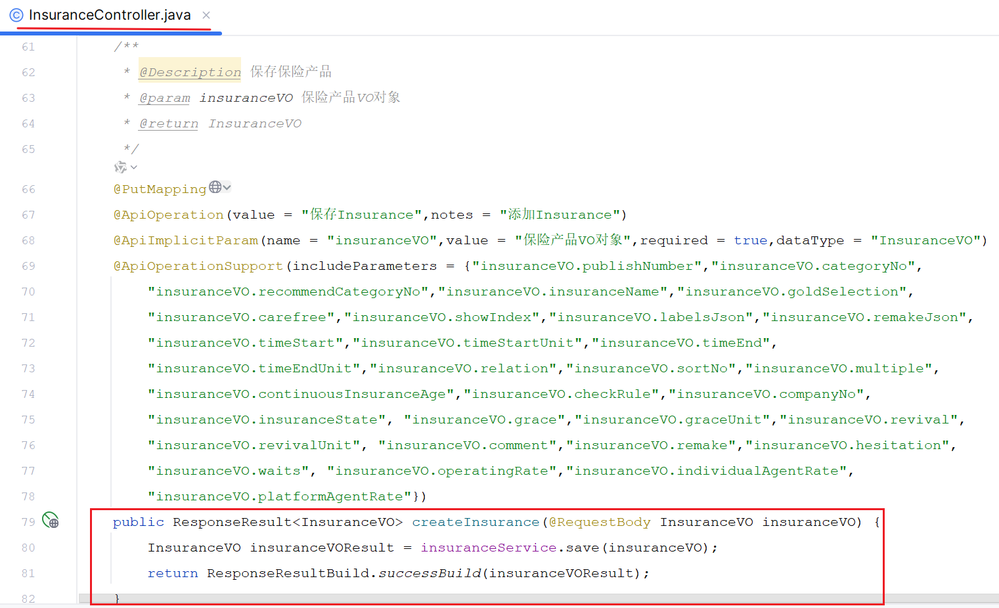 InsuranceController.java
61 /**
62 * @Description 保存保险产品
63 * @param insuranceVO 保险产品VO对象
64 * @return InsuranceVO
65 */
66 @PutMapping
67 @ApiOperation(value = "保存Insurance",notes = "添加Insurance")
68 @ApiImplicitParam(name = "insuranceVO",value = "保险产品VO对象",required = true,dataType = "InsuranceVO")
69 @ApiOperationSupport(includeParameters = {"insuranceVO.publishNumber","insuranceVO.categoryNo",
70 "insuranceVO.recommendCategoryNo","insuranceVO.insuranceName","insuranceVO.goldSelection",
71 "insuranceVO.carefree","insuranceVO.showIndex","insuranceVO.labelsJson","insuranceVO.remakeJson",
72 "insuranceVO.timeStart","insuranceVO.timeStartUnit","insuranceVO.timeEnd",
73 "insuranceVO.timeEndUnit","insuranceVO.relation","insuranceVO.sortNo","insuranceVO.multiple",
74 "insuranceVO.continuousInsuranceAge","insuranceVO.checkRule","insuranceVO.companyNo",
75 "insuranceVO.insuranceState", "insuranceVO.grace","insuranceVO.graceUnit","insuranceVO.revival",
76 "insuranceVO.revivalUnit", "insuranceVO.comment","insuranceVO.remake","insuranceVO.hesitation",
77 "insuranceVO.waits", "insuranceVO.operatingRate","insuranceVO.individualAgentRate",
78 "insuranceVO.platformAgentRate"})
79 public ResponseResult<InsuranceVO> createInsurance(@RequestBody InsuranceVO insuranceVO) {
80 InsuranceVO insuranceVOResult = insuranceService.save(insuranceVO);
81 return ResponseResultBuild.successBuild(insuranceVOResult);
82 }